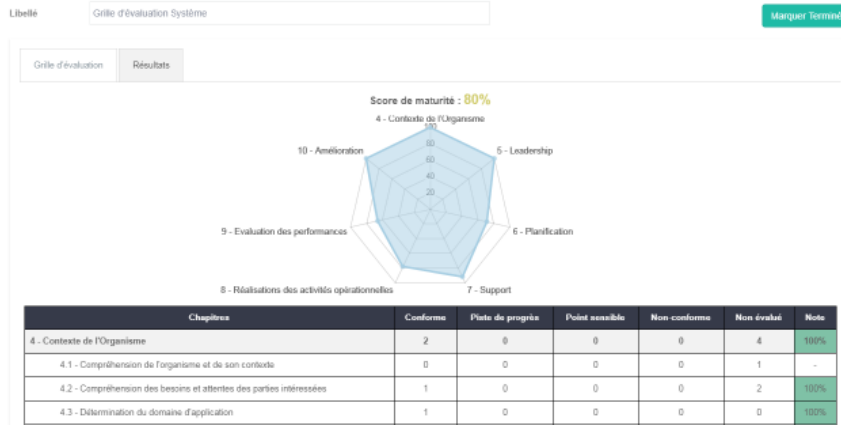 Libellé Grille d'évaluation Système Marquer Terminé
Grille d'évaluation Résultats
Score de maturité : 80%
4 - Contexte de l'Organisme
100
80
60
40
20
10 - Amélioration 5 - Leadership
9 - Evaluation des performances 6 - Planification
8 - Réalisations des activités opérationnelles 7 - Support
Chapitres Conforme Piste de progrès Point sensible Non-conforme Non évalué Note
4 - Contexte de l'Organisme 2 0 0 0 4 100%
4.1 - Compréhension de l'organisme et de son contexte 0 0 0 0 1 -
4.2 - Compréhension des besoins et attentes des parties intéressées 1 0 0 0 2 100%
4.3 - Détermination du domaine d'application 1 0 0 0 0 100%